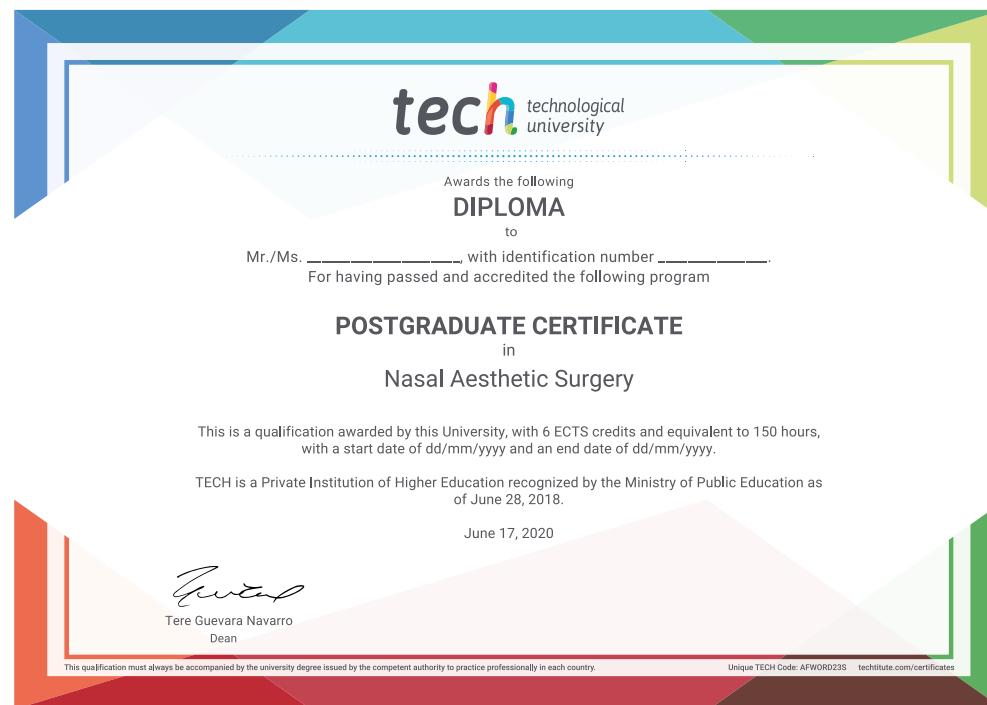 tech technological
university
Awards the following
DIPLOMA
to
Mr./Ms. ____________________, with identification number ______________.
For having passed and accredited the following program
POSTGRADUATE CERTIFICATE
in
Nasal Aesthetic Surgery
This is a qualification awarded by this University, with 6 ECTS credits and equivalent to 150 hours,
with a start date of dd/mm/yyyy and an end date of dd/mm/yyyy.
TECH is a Private Institution of Higher Education recognized by the Ministry of Public Education as
of June 28, 2018.
June 17, 2020
Tere Guevara Navarro
Dean
This qualification must always be accompanied by the university degree issued by the competent authority to practice professionally in each country. Unique TECH Code: AFWORD23S techtitute.com/certificates